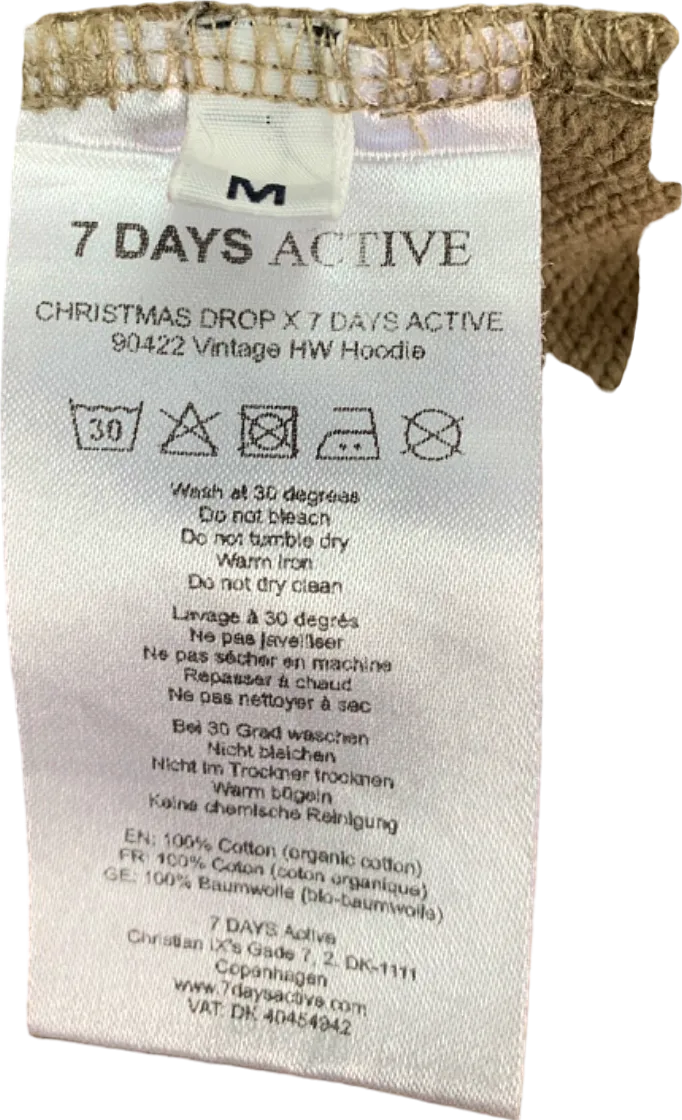 M
7 DAYS ACTIVE
CHRISTMAS DROP X 7 DAYS ACTIVE
90422 Vintage HW Hoodie
30
Wash at 30 degrees
Do not bleach
Do not tumble dry
Warm iron
Do not dry clean
Lavage à 30 degrés
Ne pas javelliser
Ne pas sécher en machine
Repasser à chaud
Ne pas nettoyer à sec
Bei 30 Grad waschen
Nicht bleichen
Nicht im Trockner trocknen
Warm bügeln
Keine chemische Reinigung
EN: 100% Cotton (organic cotton)
FR: 100% Coton (coton organique)
GE: 100% Baumwolle (bio-baumwolle)
7 DAYS Active
Christian IX's Gade 7, 2. DK-1111
Copenhagen
www.7daysactive.com
VAT: DK 40454942